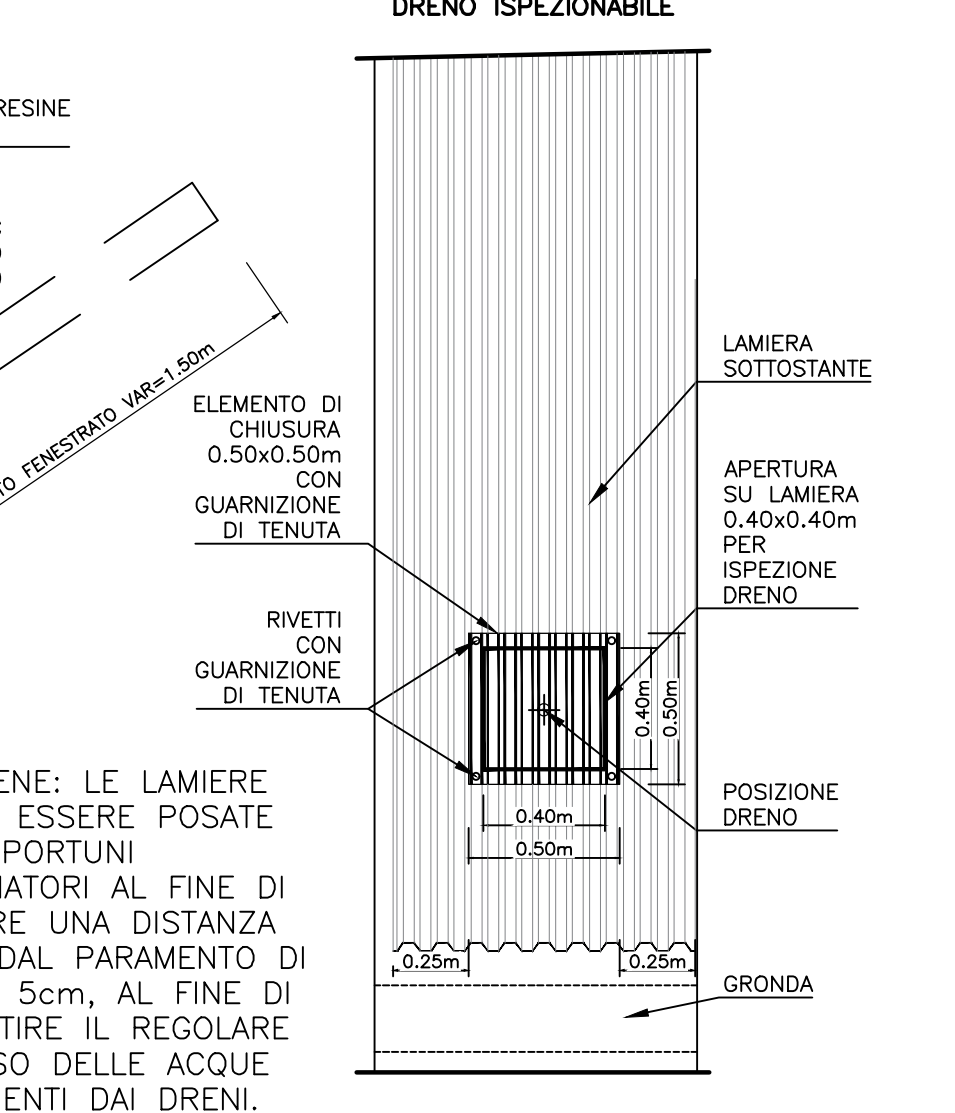 DRENO ISPEZIONABILE
RESINE
FENESTRATO VAR=1.50m
LAMIERA
SOTTOSTANTE
ELEMENTO DI
CHIUSURA
0.50x0.50m
CON
GUARNIZIONE
DI TENUTA
APERTURA
SU LAMIERA
0.40x0.40m
PER
ISPEZIONE
DRENO
RIVETTI
CON
GUARNIZIONE
DI TENUTA
0.40m
0.50m
POSIZIONE
DRENO
0.40m
0.50m
0.25m
0.25m
GRONDA
ENE: LE LAMIERE
ESSERE POSATE
PORTUNI
IATORI AL FINE DI
RE UNA DISTANZA
DAL PARAMENTO DI
5cm, AL FINE DI
TIRE IL REGOLARE
SO DELLE ACQUE
ENTI DAI DRENI.